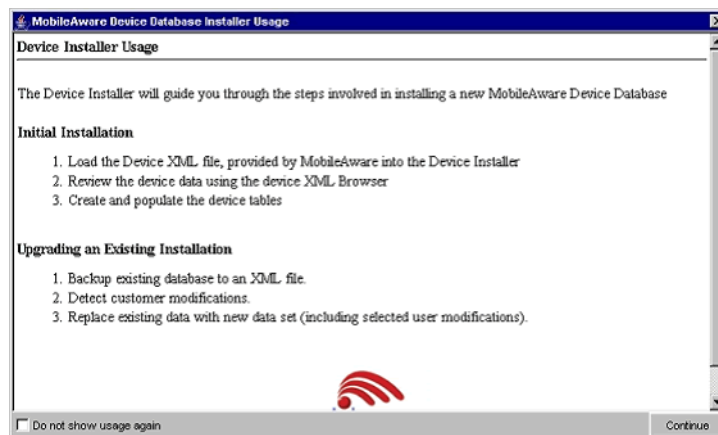 MobileAware Device Database Installer Usage
Device Installer Usage
The Device Installer will guide you through the steps involved in installing a new MobileAware Device Database
Initial Installation
1. Load the Device XML file, provided by MobileAware into the Device Installer
2. Review the device data using the device XML Browser
3. Create and populate the device tables
Upgrading an Existing Installation
1. Backup existing database to an XML file.
2. Detect customer modifications.
3. Replace existing data with new data set (including selected user modifications).
Do not show usage again
Continue